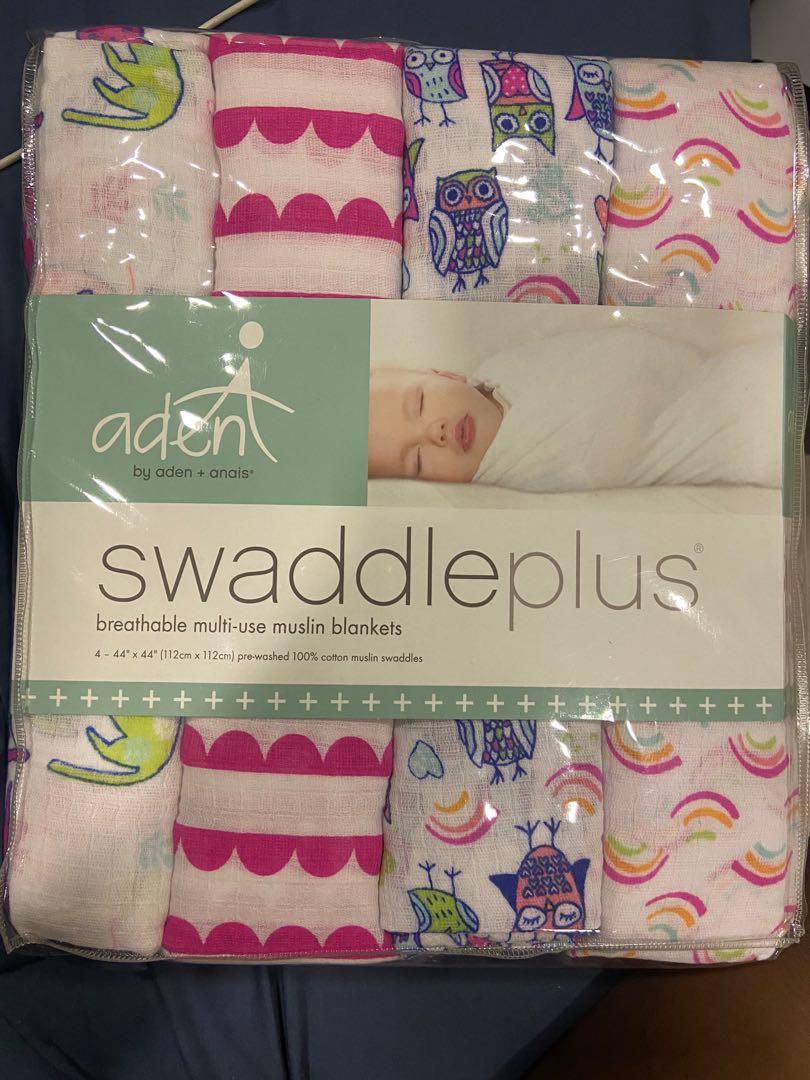 aden
by aden + anais®
swaddleplus®
breathable multi-use muslin blankets
4 – 44" x 44" (112cm x 112cm) pre-washed 100% cotton muslin swaddles